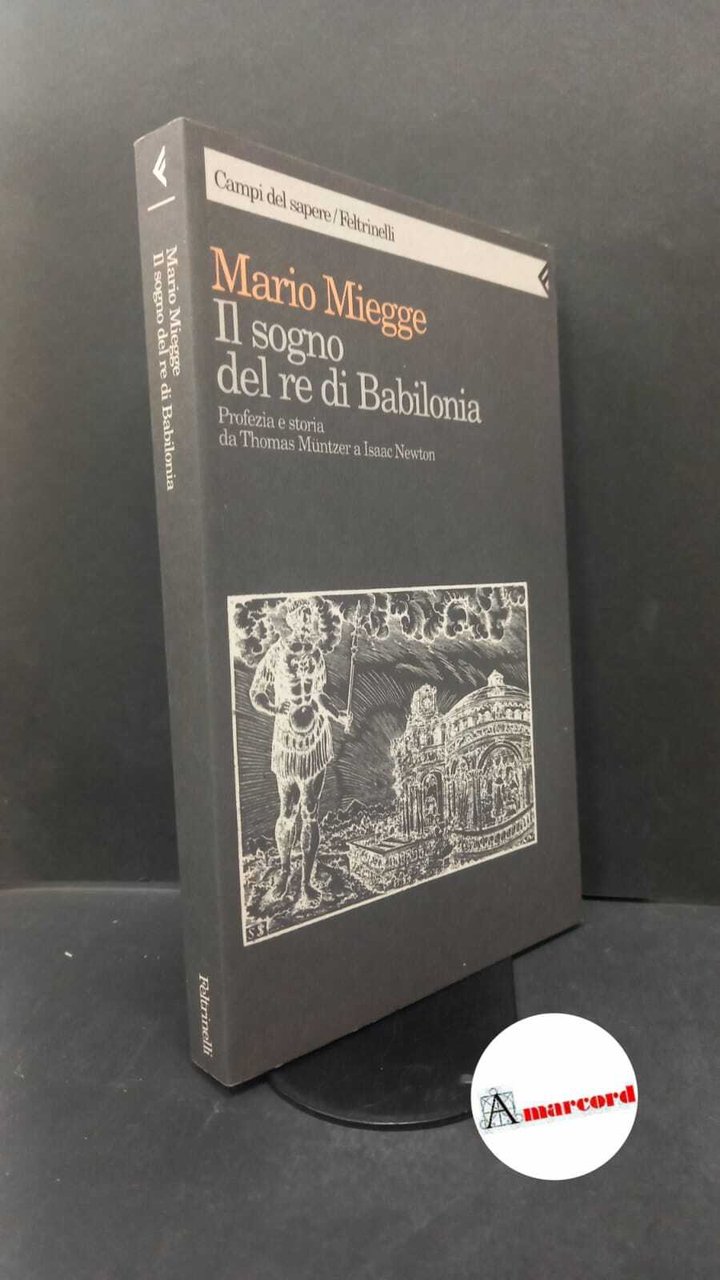 Campi del sapere/Feltrinelli
Mario Miegge
Il sogno
del re di Babilonia
Profezia e storia
da Thomas Müntzer a Isaac Newton
SS
Mario Miegge
Il sogno del re di Babilonia
Feltrinelli
Amarcord